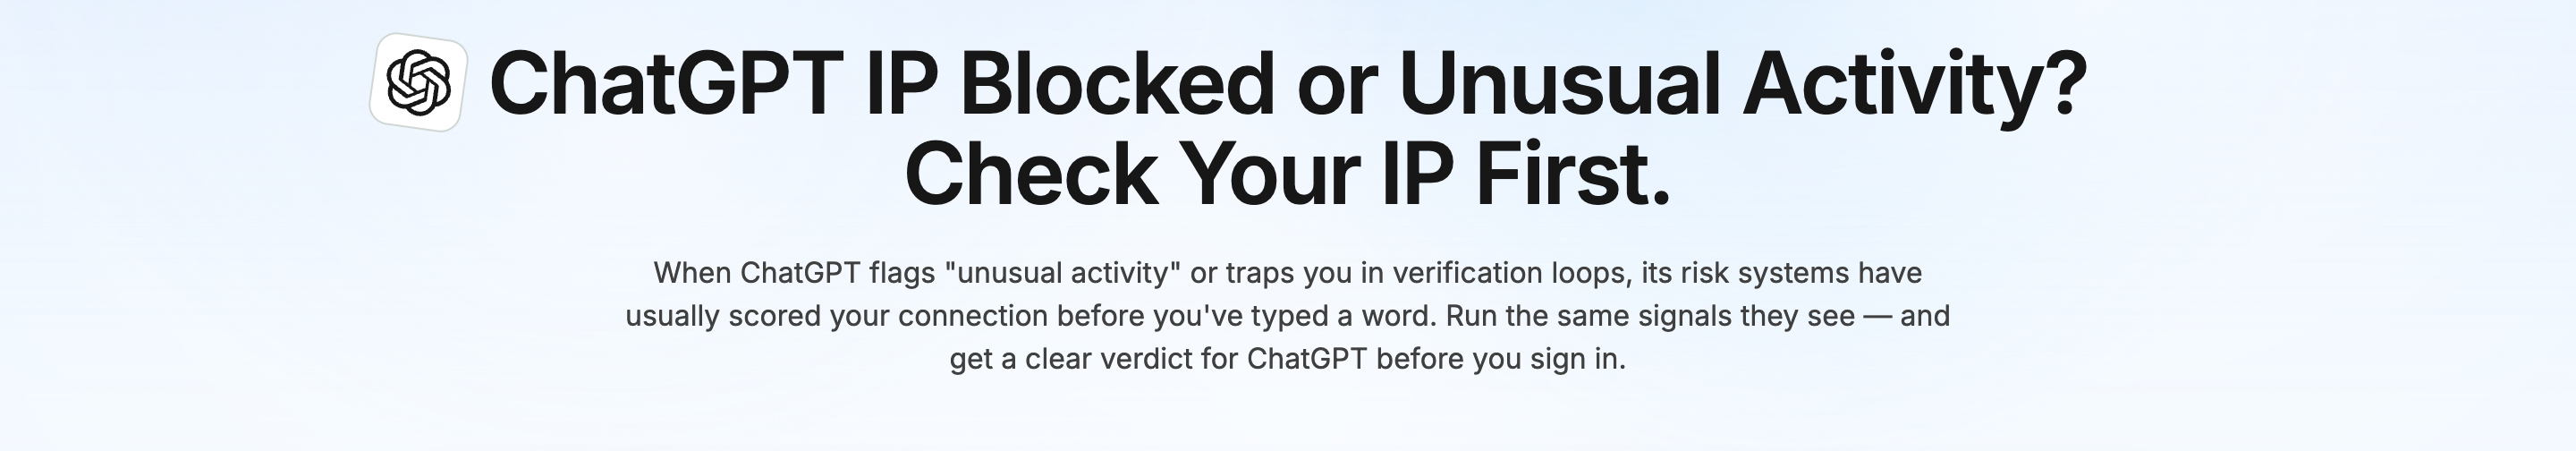 ChatGPT IP Blocked or Unusual Activity?
Check Your IP First.
When ChatGPT flags "unusual activity" or traps you in verification loops, its risk systems have
usually scored your connection before you've typed a word. Run the same signals they see — and
get a clear verdict for ChatGPT before you sign in.